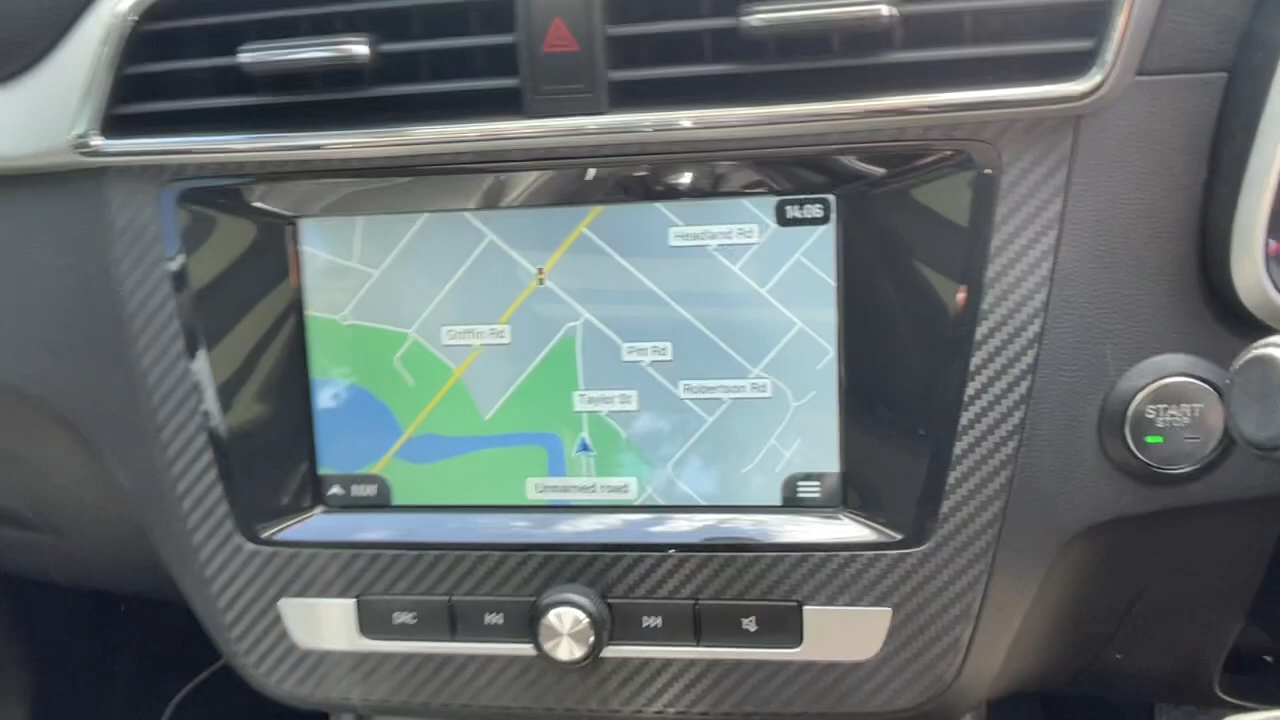 14:06
Headland Rd
Griffin Rd
Pitt Rd
Robertson Rd
Taylor St
Unnamed road
SRC
START
STOP